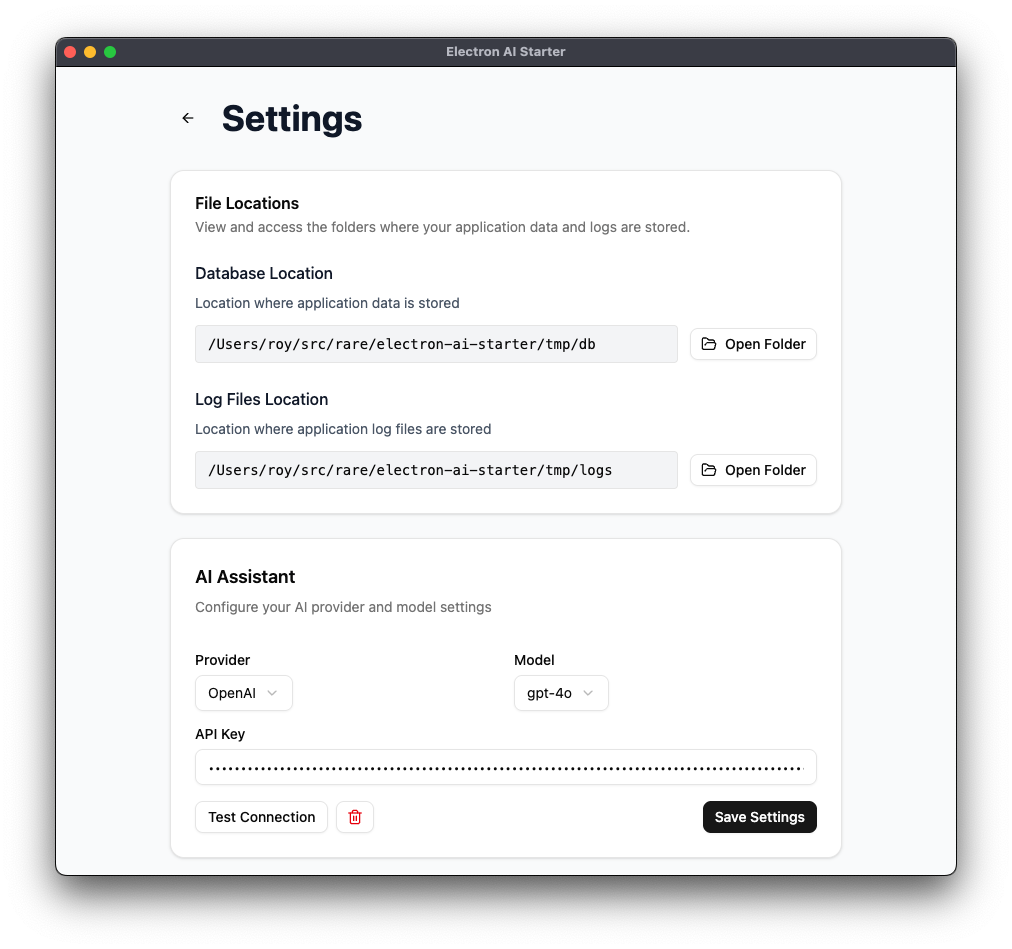 Electron AI Starter
Settings
File Locations
View and access the folders where your application data and logs are stored.
Database Location
Location where application data is stored
/Users/roy/src/rare/electron-ai-starter/tmp/db
Open Folder
Log Files Location
Location where application log files are stored
/Users/roy/src/rare/electron-ai-starter/tmp/logs
Open Folder
AI Assistant
Configure your AI provider and model settings
Provider
Model
OpenAI
gpt-4o
API Key
Test Connection
Save Settings